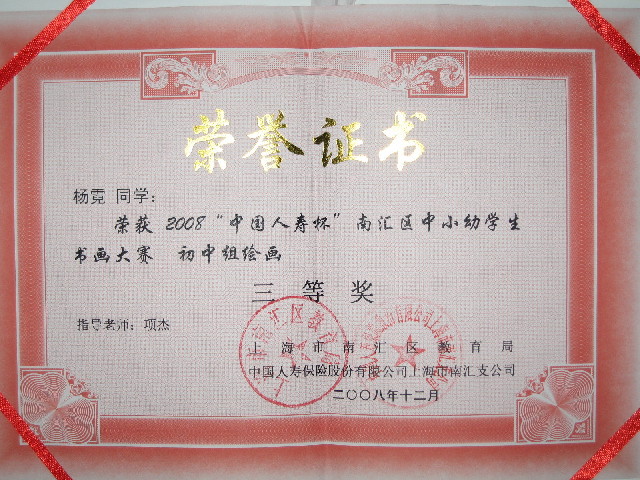 荣誉证书
杨霓 同学：
荣获 2008“中国人寿杯”南汇区中小幼学生
书画大赛 初中组绘画
三等奖
指导老师：项杰
上海市南汇区教育局
中国人寿保险股份有限公司上海市南汇支公司
二〇〇八年十二月